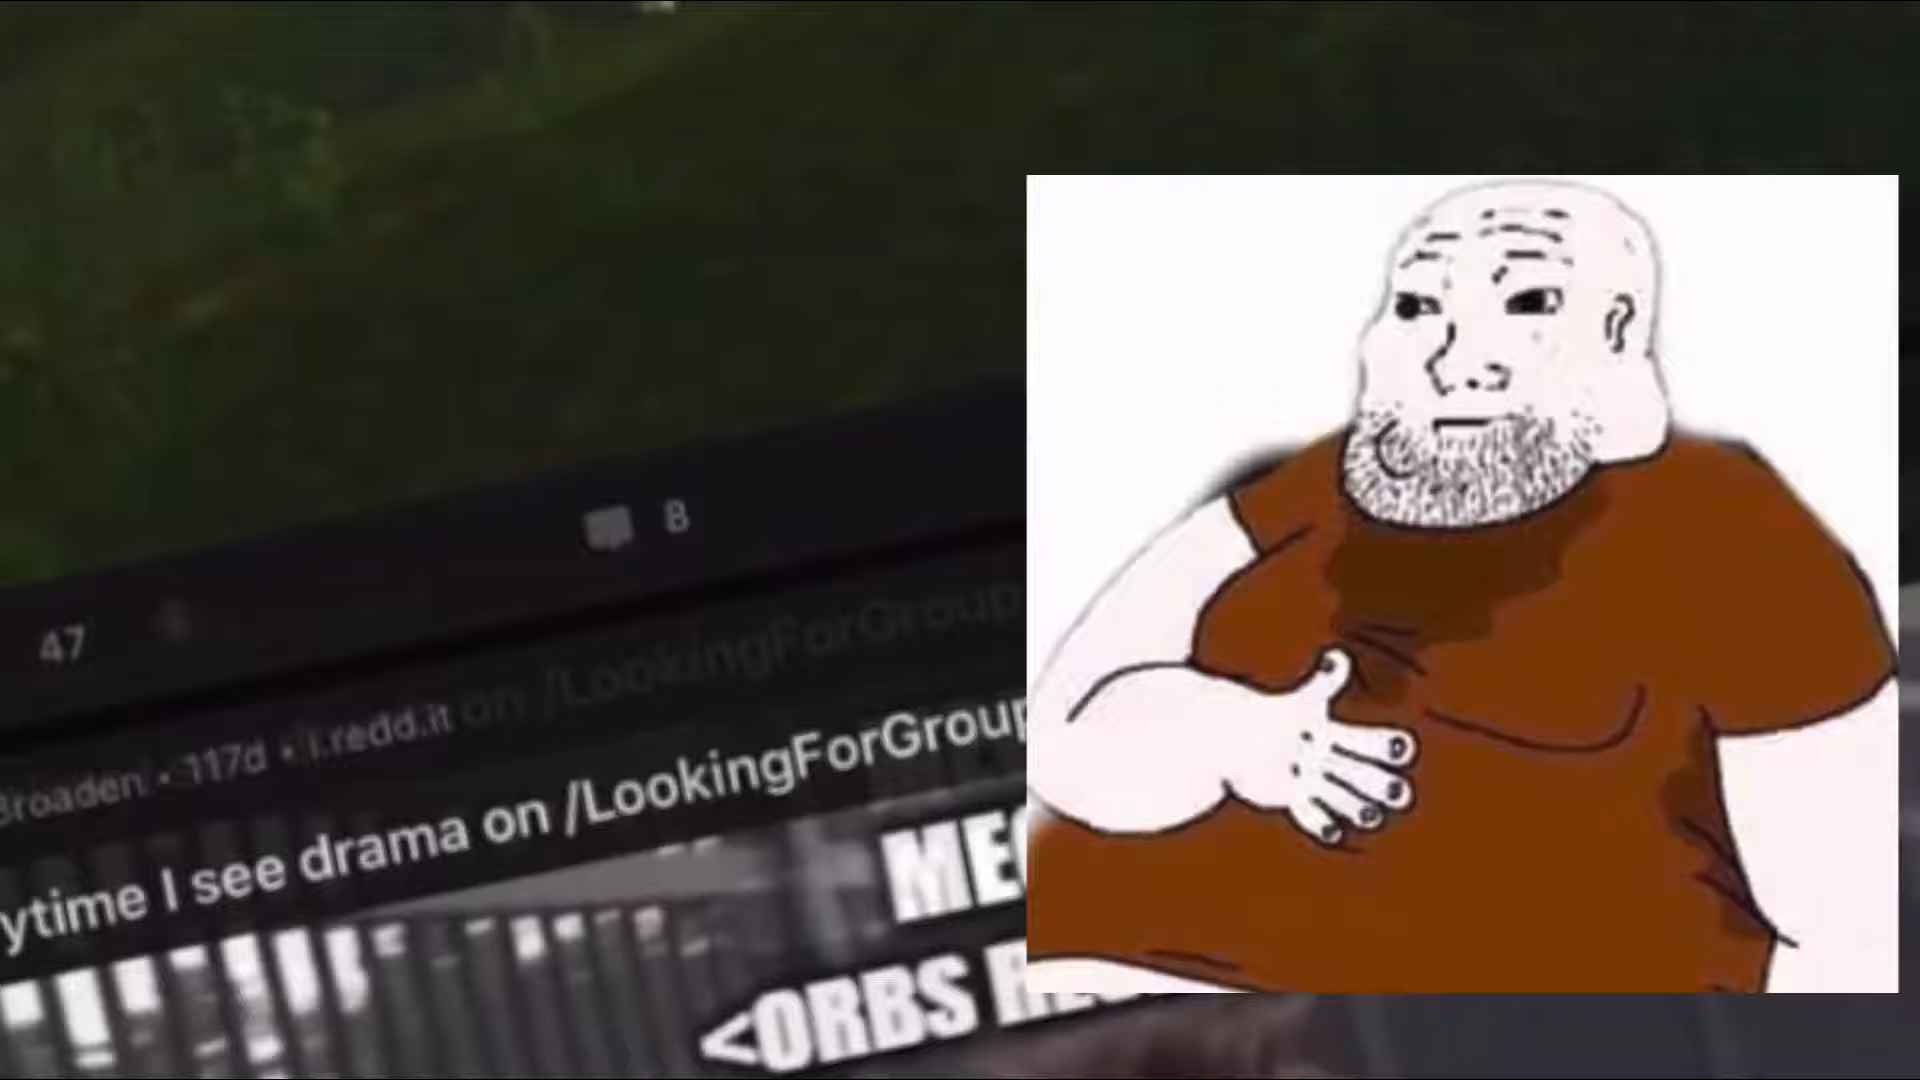 8
47
Broaden • 117d • i.redd.it on /LookingForGroup
ytime I see drama on /LookingForGroup
<ORBS